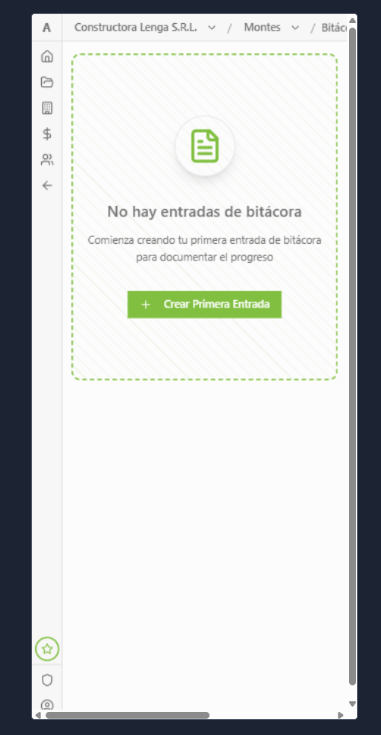 A
Constructora Lenga S.R.L. / Montes / Bitác
No hay entradas de bitácora
Comienza creando tu primera entrada de bitácora
para documentar el progreso
+ Crear Primera Entrada